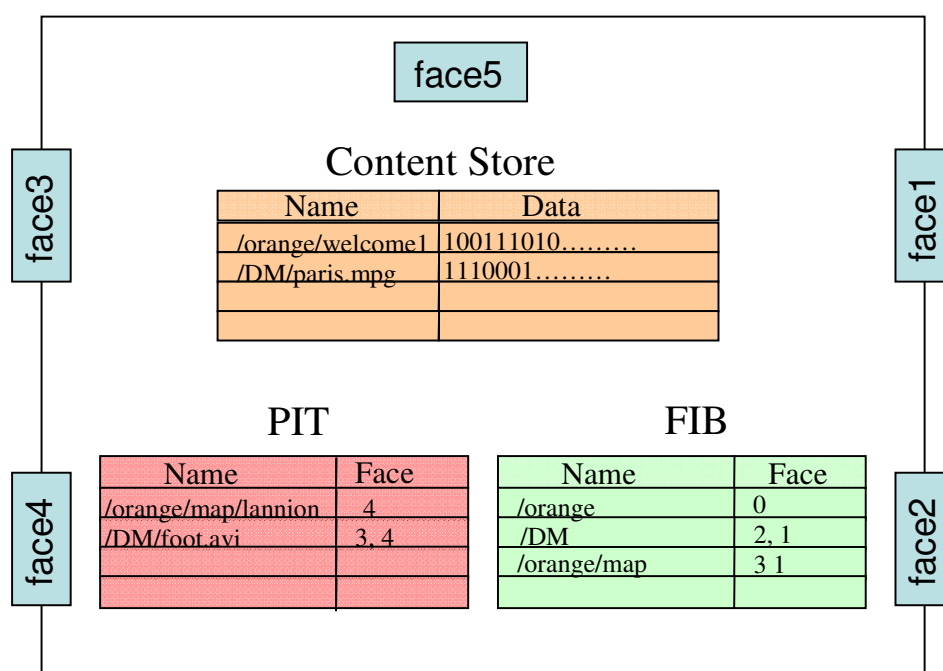 face5
face3
face1
Content Store
Name Data
/orange/welcome1 100111010.........
/DM/paris.mpg 1110001.........
PIT
Name Face
/orange/map/lannion 4
/DM/foot.avi 3, 4
FIB
Name Face
/orange 0
/DM 2, 1
/orange/map 3 1
face4
face2